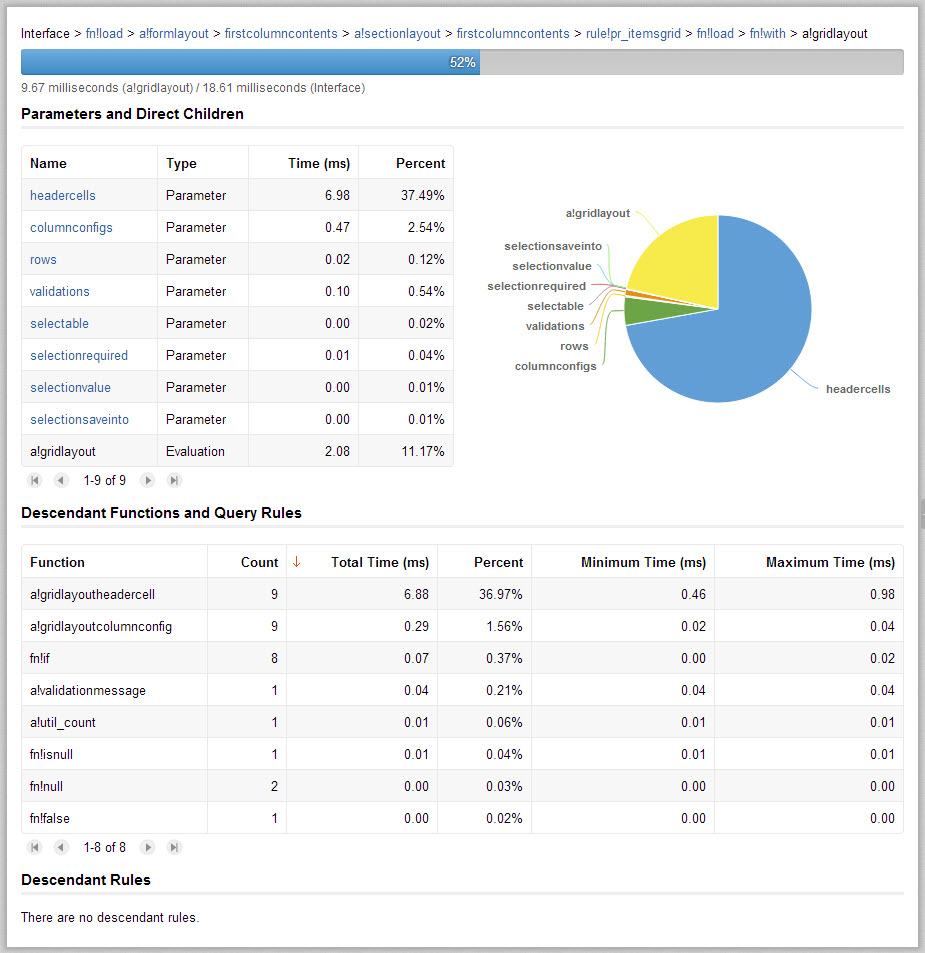 Interface > fn!load > a!formlayout > firstcolumncontents > a!sectionlayout > firstcolumncontents > rule!pr_itemsgrid > fn!load > fn!with > a!gridlayout
52%
9.67 milliseconds (a!gridlayout) / 18.61 milliseconds (Interface)
Parameters and Direct Children
Name Type Time (ms) Percent
headercells Parameter 6.98 37.49%
columnconfigs Parameter 0.47 2.54%
rows Parameter 0.02 0.12%
validations Parameter 0.10 0.54%
selectable Parameter 0.00 0.02%
selectionrequired Parameter 0.01 0.04%
selectionvalue Parameter 0.00 0.01%
selectionsaveinto Parameter 0.00 0.01%
a!gridlayout Evaluation 2.08 11.17%
1-9 of 9
a!gridlayout
selectionsaveinto
selectionvalue
selectionrequired
selectable
validations
rows
columnconfigs
headercells
Descendant Functions and Query Rules
Function Count Total Time (ms) Percent Minimum Time (ms) Maximum Time (ms)
a!gridlayoutheadercell 9 6.88 36.97% 0.46 0.98
a!gridlayoutcolumnconfig 9 0.29 1.56% 0.02 0.04
fn!if 8 0.07 0.37% 0.00 0.02
a!validationmessage 1 0.04 0.21% 0.04 0.04
a!util_count 1 0.01 0.06% 0.01 0.01
fn!isnull 1 0.01 0.04% 0.01 0.01
fn!null 2 0.00 0.03% 0.00 0.00
fn!false 1 0.00 0.02% 0.00 0.00
1-8 of 8
Descendant Rules
There are no descendant rules.